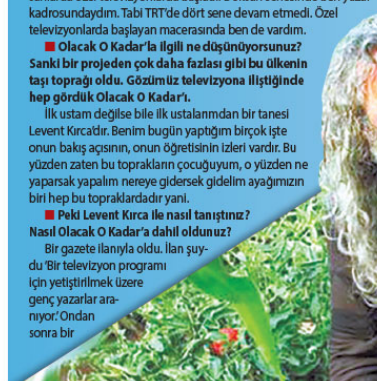 kadrosundaydım. Tabi TRT'de dört sene devam etmedi. Özel
televizyonlarda başlayan macerasında ben de vardım.
■ Olacak O Kadar'la ilgili ne düşünüyorsunuz?
Sanki bir projeden çok daha fazlası gibi bu ülkenin
taşı toprağı oldu. Gözümüz televizyona iliştiğinde
hep gördük Olacak O Kadar'ı.
İlk ustam değilse bile ilk ustalarımdan bir tanesi
Levent Kırca'dır. Benim bugün yaptığım birçok işte
onun bakış açısının, onun öğretisinin izleri vardır. Bu
yüzden zaten bu toprakların çocuğuyum, o yüzden ne
yaparsak yapalım nereye gidersek gidelim ayağımızın
biri hep bu topraklardadır yani.
■ Peki Levent Kırca ile nasıl tanıştınız?
Nasıl Olacak O Kadar'a dahil oldunuz?
Bir gazete ilanıyla oldu. İlan şuy-
du 'Bir televizyon programı
için yetiştirilmek üzere
genç yazarlar ara-
nıyor.' Ondan
sonra bir